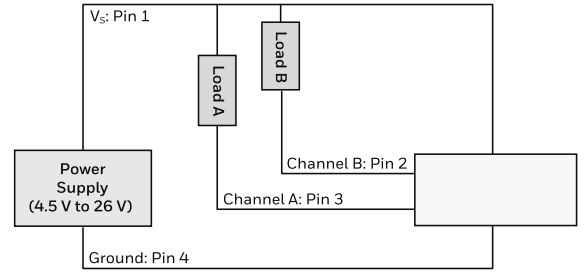 V_S: Pin 1
Load A
Load B
Power
Supply
(4.5 V to 26 V)
Channel B: Pin 2
Channel A: Pin 3
Ground: Pin 4